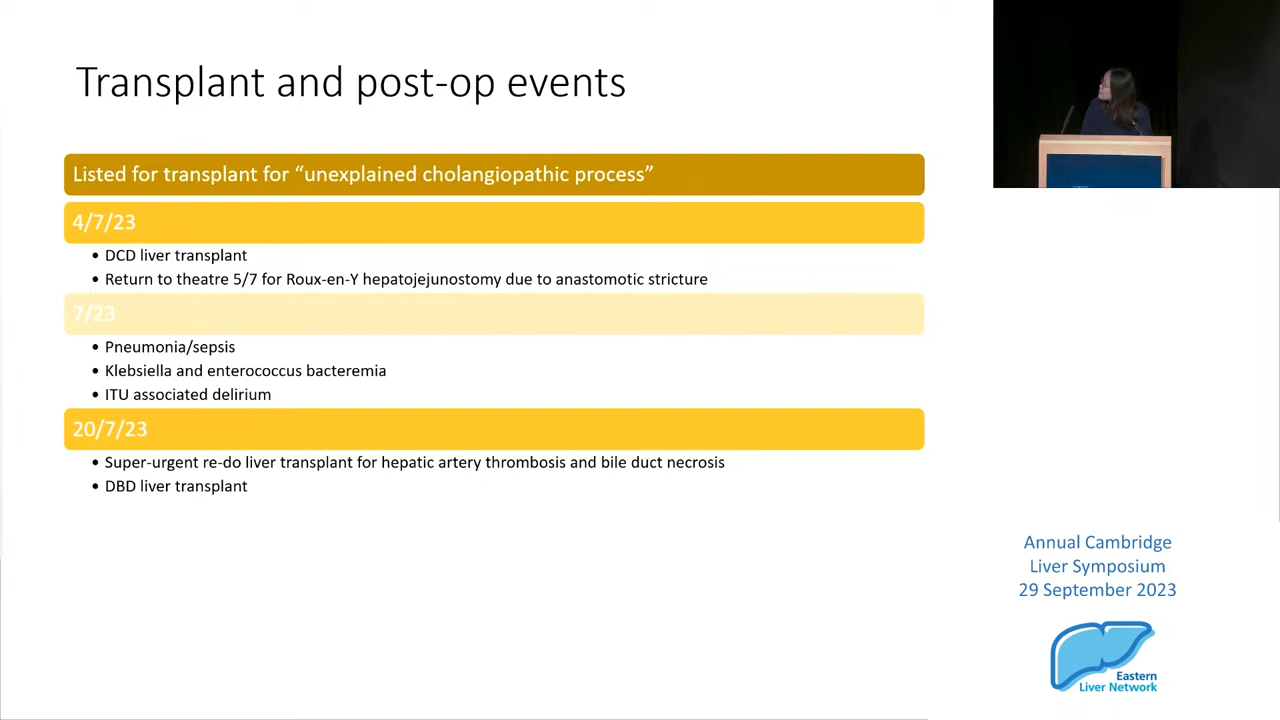 Transplant and post-op events
Listed for transplant for “unexplained cholangiopathic process”
4/7/23
• DCD liver transplant
• Return to theatre 5/7 for Roux-en-Y hepatojejunostomy due to anastomotic stricture
7/23
• Pneumonia/sepsis
• Klebsiella and enterococcus bacteremia
• ITU associated delirium
20/7/23
• Super-urgent re-do liver transplant for hepatic artery thrombosis and bile duct necrosis
• DBD liver transplant
Annual Cambridge
Liver Symposium
29 September 2023
Eastern
Liver Network